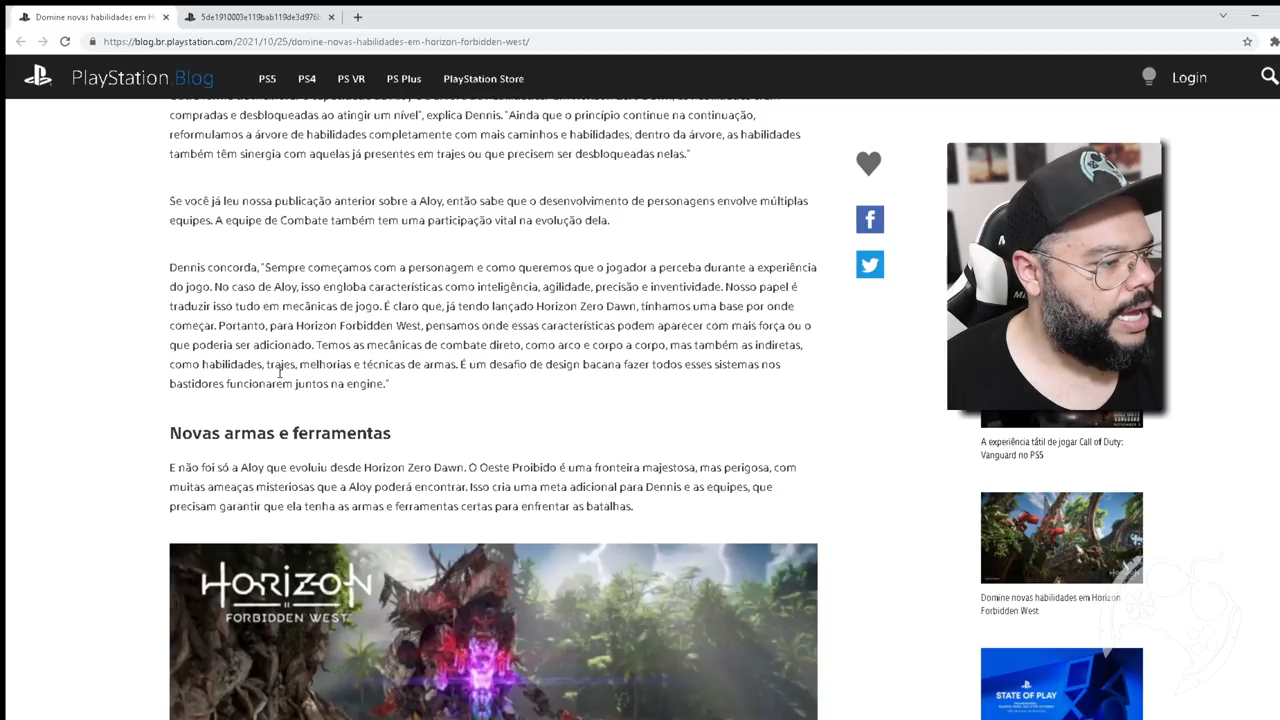 Domine novas habilidades em H
5de1910003e119bab119de3d976
https://blog.br.playstation.com/2021/10/25/domine-novas-habilidades-em-horizon-forbidden-west/
PlayStation.Blog
PS5
PS4
PS VR
PS Plus
PlayStation Store
Login
compradas e desbloqueadas ao atingir um nível", explica Dennis. "Ainda que o princípio continue na continuação,
reformulamos a árvore de habilidades completamente com mais caminhos e habilidades; dentro da árvore, as habilidades
também têm sinergia com aquelas já presentes em trajes ou que precisem ser desbloqueadas nelas."
Se você já leu nossa publicação anterior sobre a Aloy, então sabe que o desenvolvimento de personagens envolve múltiplas
equipes. A equipe de Combate também tem uma participação vital na evolução dela.
Dennis concorda, "Sempre começamos com a personagem e como queremos que o jogador a perceba durante a experiência
do jogo. No caso de Aloy, isso engloba características como inteligência, agilidade, precisão e inventividade. Nosso papel é
traduzir isso tudo em mecânicas de jogo. É claro que, já tendo lançado Horizon Zero Dawn, tínhamos uma base por onde
começar. Portanto, para Horizon Forbidden West, pensamos onde essas características podem aparecer com mais força ou o
que poderia ser adicionado. Temos as mecânicas de combate direto, como arco e corpo a corpo, mas também as indiretas,
como habilidades, trajes, melhorias e técnicas de armas. É um desafio de design bacana fazer todos esses sistemas nos
bastidores funcionarem juntos na engine."
Novas armas e ferramentas
E não foi só a Aloy que evoluiu desde Horizon Zero Dawn. O Oeste Proibido é uma fronteira majestosa, mas perigosa, com
muitas ameaças misteriosas que a Aloy poderá encontrar. Isso cria uma meta adicional para Dennis e as equipes, que
precisam garantir que ela tenha as armas e ferramentas certas para enfrentar as batalhas.
HORIZON
FORBIDDEN WEST
A experiência tátil de jogar Call of Duty:
Vanguard no PS5
Domine novas habilidades em Horizon
Forbidden West
STATE OF PLAY